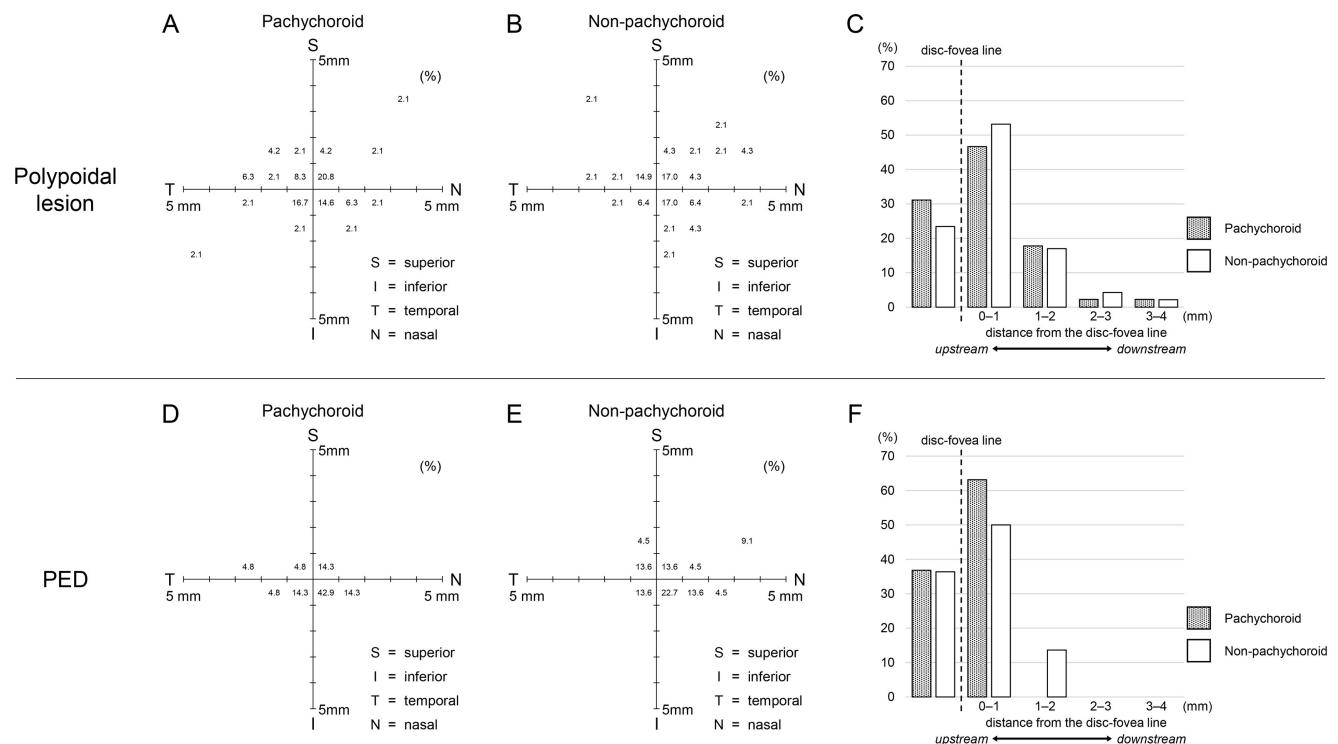 A
Pachychoroid
S
5mm
(%)
2.1
4.2 2.1 4.2 2.1
6.3 2.1 8.3 20.8
T
N
5 mm
2.1 16.7 14.6 6.3 2.1
5 mm
2.1 2.1
2.1
S = superior
I = inferior
T = temporal
N = nasal
5mm
I
B
Non-pachychoroid
S
5mm
(%)
2.1
2.1
4.3 2.1 2.1 4.3
2.1 2.1 14.9 17.0 4.3
T
N
5 mm
2.1 6.4 17.0 6.4 2.1
5 mm
2.1 4.3
2.1
S = superior
I = inferior
T = temporal
N = nasal
5mm
I
C
(%)
disc-fovea line
70
60
50
40
30
20
10
0
0–1 1–2 2–3 3–4 (mm)
distance from the disc-fovea line
upstream downstream
Pachychoroid
Non-pachychoroid
Polypoidal
lesion
D
Pachychoroid
S
5mm
(%)
4.8 4.8 14.3
T
N
5 mm
4.8 14.3 42.9 14.3
5 mm
S = superior
I = inferior
T = temporal
N = nasal
5mm
I
E
Non-pachychoroid
S
5mm
(%)
4.5 9.1
13.6 13.6 4.5
T
N
5 mm
13.6 22.7 13.6 4.5
5 mm
S = superior
I = inferior
T = temporal
N = nasal
5mm
I
F
(%)
disc-fovea line
70
60
50
40
30
20
10
0
0–1 1–2 2–3 3–4 (mm)
distance from the disc-fovea line
upstream downstream
Pachychoroid
Non-pachychoroid
PED